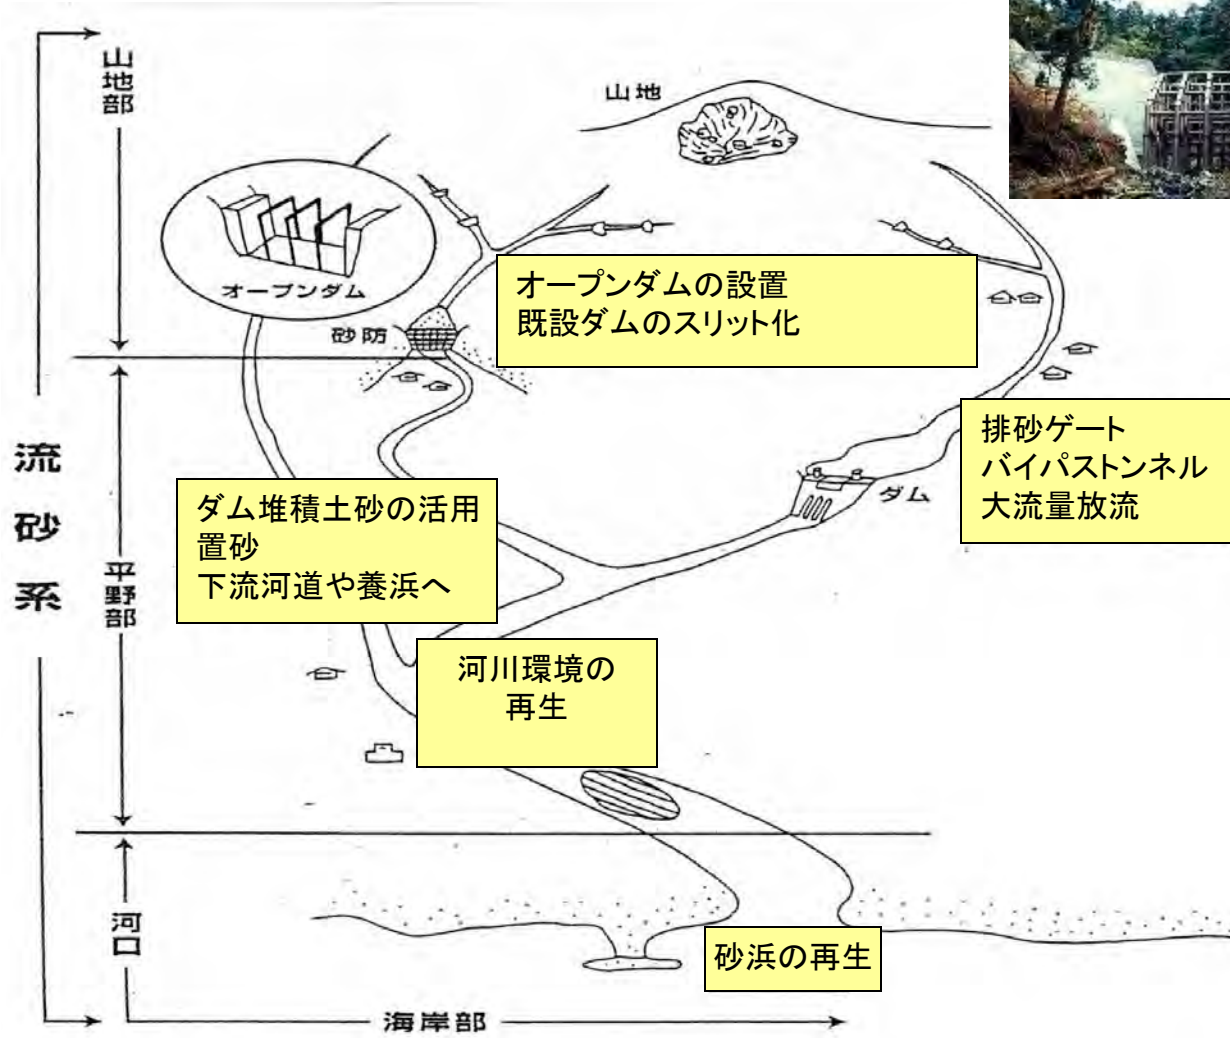 山地部
山地
オープンダム
砂防
オープンダムの設置
既設ダムのスリット化
排砂ゲート
バイパストンネル
大流量放流
ダム
流砂系
ダム堆積土砂の活用
置砂
下流河道や養浜へ
平野部
河川環境の
再生
河口
砂浜の再生
海岸部